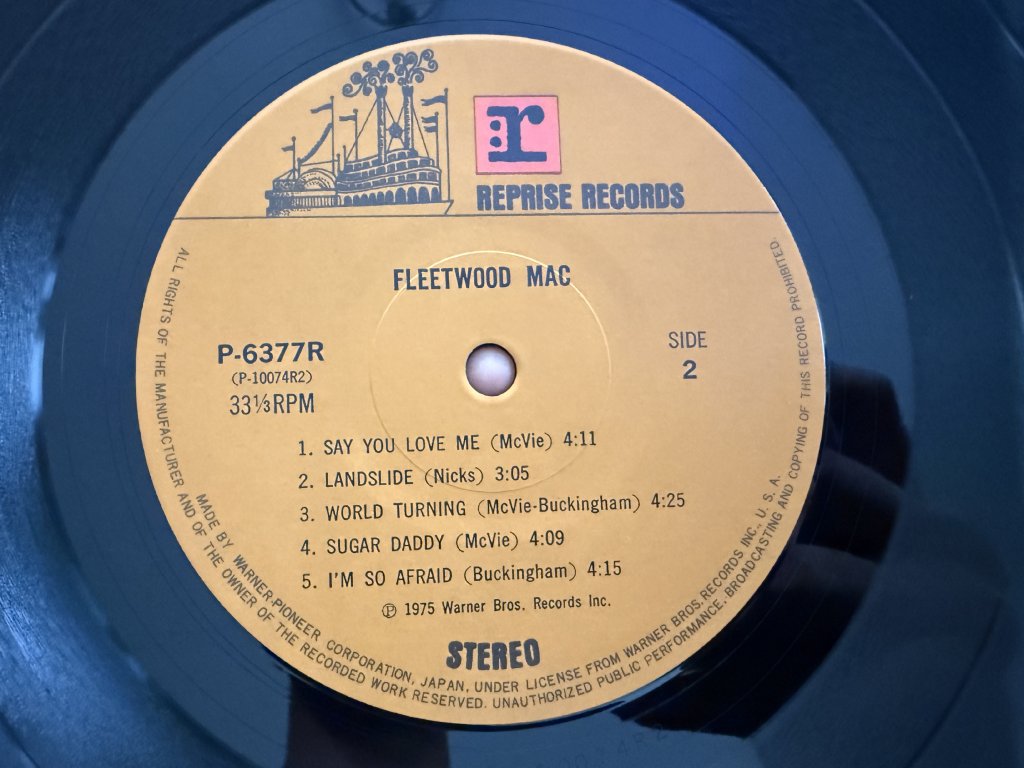 r
REPRISE RECORDS
FLEETWOOD MAC
P-6377R
(P-10074R2)
33⅓RPM
SIDE
2
1. SAY YOU LOVE ME (McVie) 4:11
2. LANDSLIDE (Nicks) 3:05
3. WORLD TURNING (McVie-Buckingham) 4:25
4. SUGAR DADDY (McVie) 4:09
5. I'M SO AFRAID (Buckingham) 4:15
Ⓟ 1975 Warner Bros. Records Inc.
STEREO
MADE BY WARNER-PIONEER CORPORATION, JAPAN, UNDER LICENSE FROM WARNER BROS. RECORDS INC., U. S. A.
ALL RIGHTS OF THE MANUFACTURER AND OF THE OWNER OF THE RECORDED WORK RESERVED. UNAUTHORIZED PUBLIC PERFORMANCE, BROADCASTING AND COPYING OF THIS RECORD PROHIBITED.